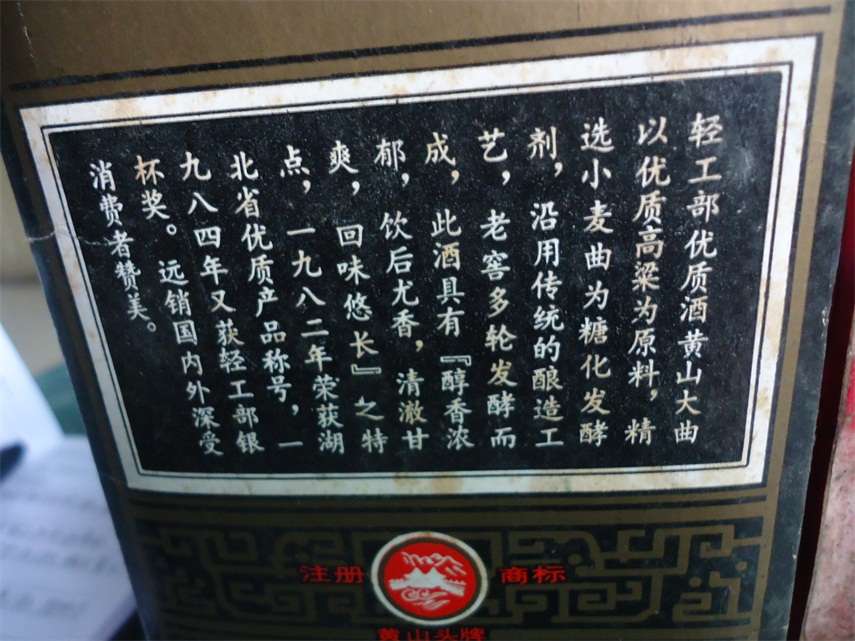 轻工部优质酒黄山大曲
以优质高粱为原料，精
选小麦曲为糖化发酵
剂，沿用传统的酿造工
艺，老窖多轮发酵而
成，此酒具有『醇香浓
郁，饮后尤香，清澈甘
爽，回味悠长』之特
点，一九八二年荣获湖
北省优质产品称号，一
九八四年又获轻工部银
杯奖。远销国内外深受
消费者赞美。
注册 商标
黄山头牌